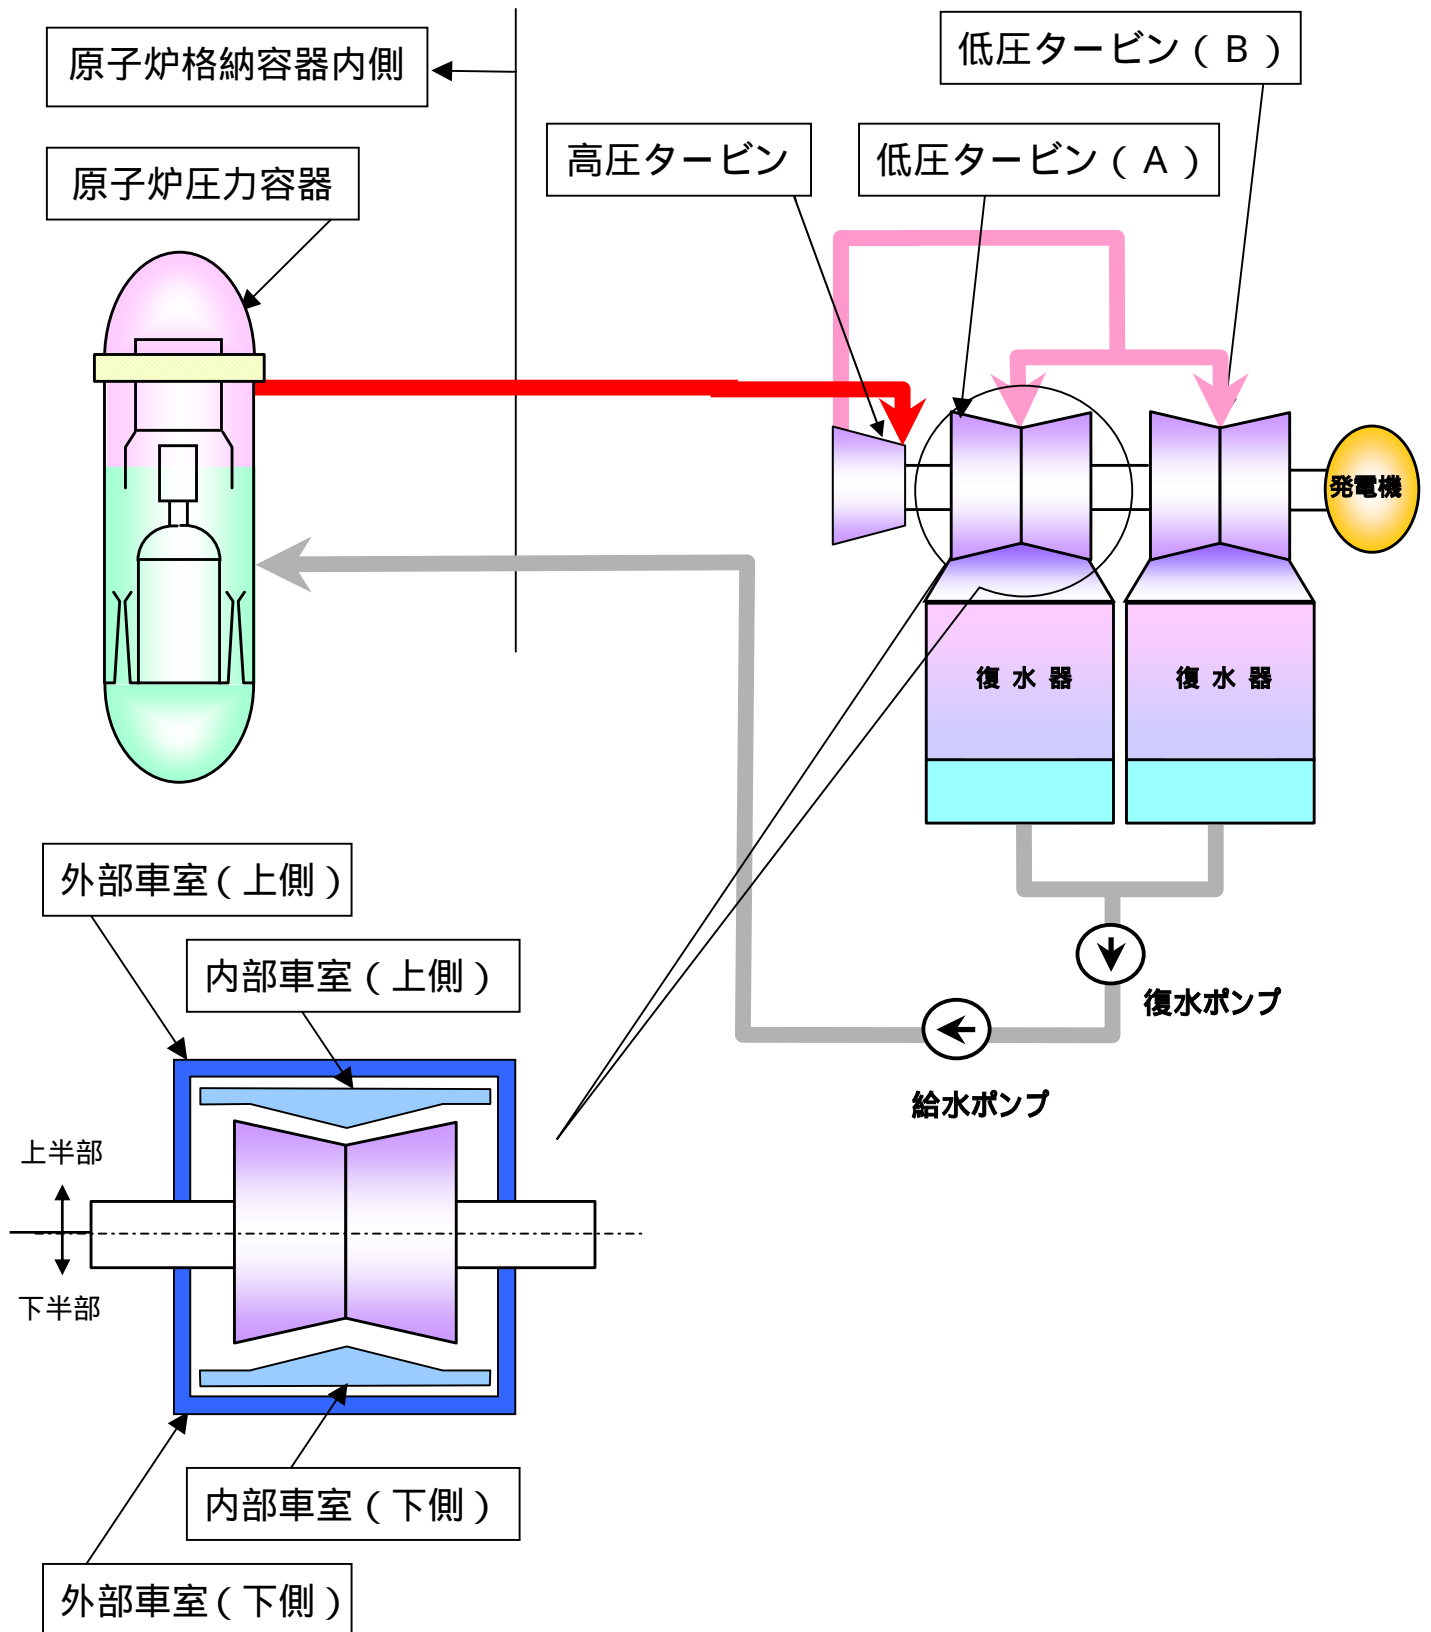 低圧タービン（Ｂ）
原子炉格納容器内側
高圧タービン
低圧タービン（Ａ）
原子炉圧力容器
発電機
復水器
復水器
外部車室（上側）
内部車室（上側）
復水ポンプ
給水ポンプ
上半部
下半部
内部車室（下側）
外部車室（下側）